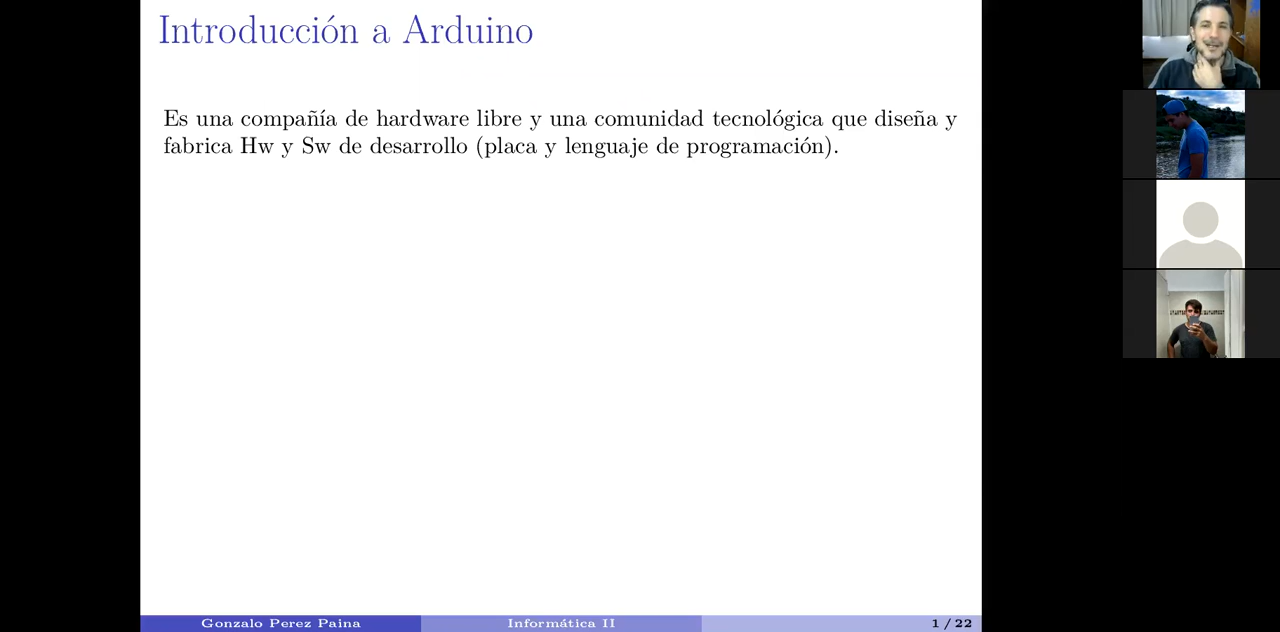 Introducción a Arduino
Es una compañía de hardware libre y una comunidad tecnológica que diseña y
fabrica Hw y Sw de desarrollo (placa y lenguaje de programación).
Gonzalo Perez Paina
Informática II
1 / 22